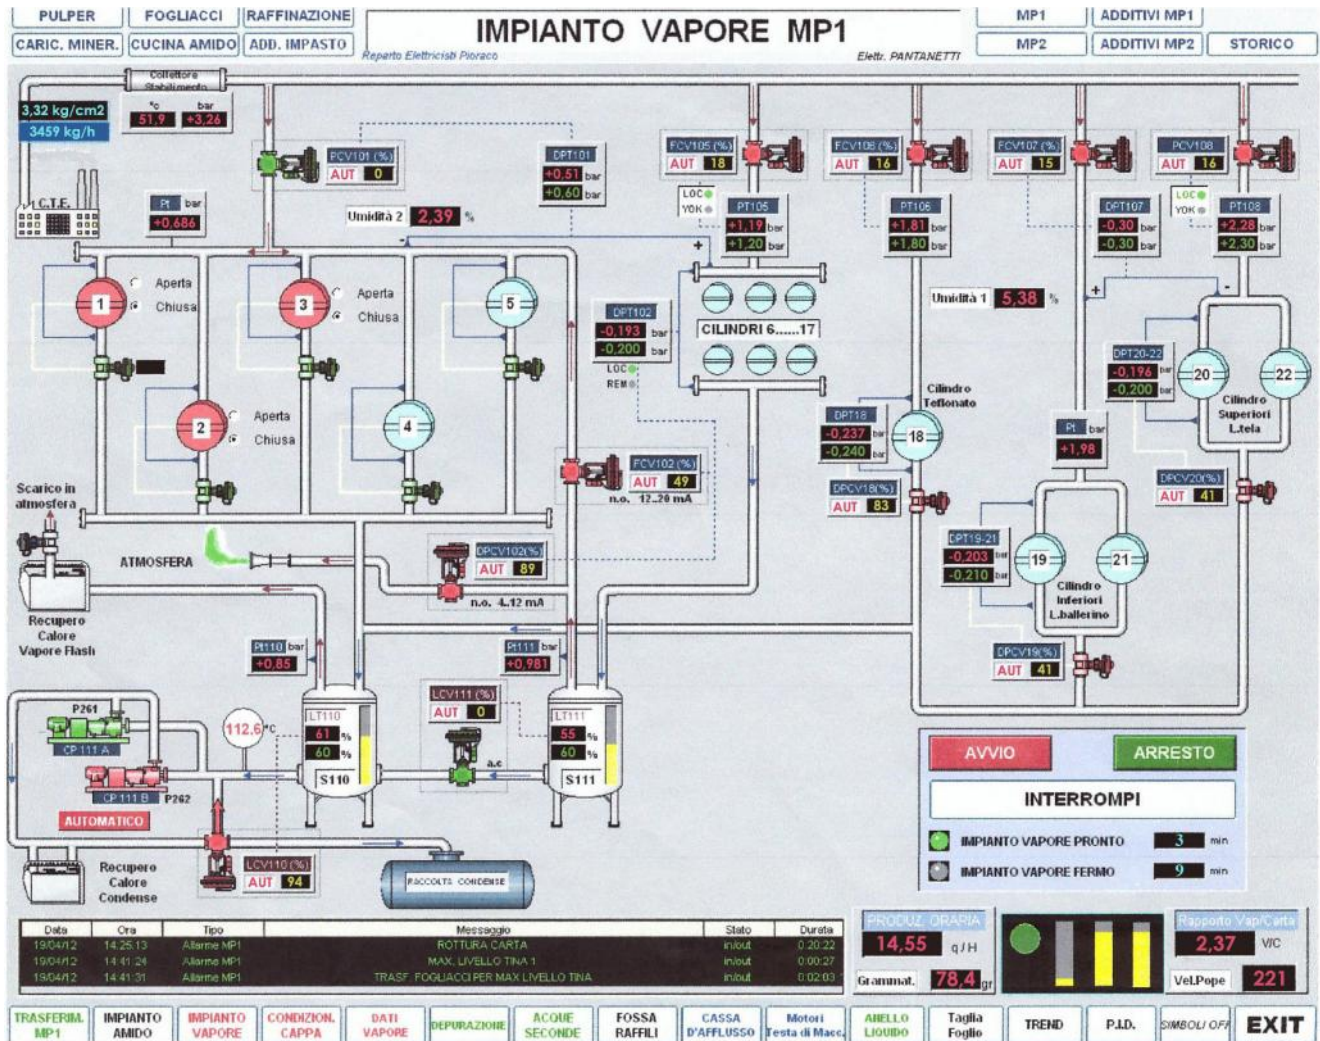 PULPER
FOGLIACCI
RAFFINAZIONE
IMPIANTO VAPORE MP1
MP1
ADDITIVI MP1
CARIC. MINER.
CUCINA AMIDO
ADD. IMPASTO
Reparto Elettricisti Pioraco
Elettr. PANTANETTI
MP2
ADDITIVI MP2
STORICO
Collettore
Stabilimento
3,32 kg/cm2
3459 kg/h
°c bar
51,9 +3,26
C.T.E.
Pt bar
+0,686
PCV101 (%)
AUT 0
DPT101
+0,51 bar
+0,60 bar
Umidità 2 2,39 %
FCV105 (%)
AUT 18
LOC
YOK
PT105
+1,19 bar
+1,20 bar
FCV106 (%)
AUT 16
PT106
+1,81 bar
+1,80 bar
FCV107 (%)
AUT 15
DPT107
-0,30 bar
-0,30 bar
PCV108
AUT 16
LOC
YOK
PT108
+2,28 bar
+2,30 bar
1
Aperta
Chiusa
3
Aperta
Chiusa
5
2
Aperta
Chiusa
4
DPT102
-0,193 bar
-0,200 bar
LOC
REM
- +
CILINDRI 6......17
Umidità 1 5,38 %
+ -
DPT20-22
-0,196 bar
-0,200 bar
20
22
Cilindro
Superiori
L.tela
Cilindro
Teflonato
DPT18
-0,237 bar
-0,240 bar
18
Pt bar
+1,98
FCV102 (%)
AUT 49
n.o. 12..20 mA
DPCV18(%)
AUT 83
DPCV20(%)
AUT 41
Scarico in
atmosfera
ATMOSFERA
DPCV102(%)
AUT 89
n.o. 4..12 mA
DPT19-21
-0,203 bar
-0,210 bar
19
21
Cilindro
Inferiori
L.ballerino
Recupero
Calore
Vapore Flash
Pt110 bar
+0,85
Pt111 bar
+0,981
DPCV19(%)
AUT 41
P261
CP 111 A
CP 111 B
P262
AUTOMATICO
112,6 °C
LT110
61 %
60 %
S110
LCV111 (%)
AUT 0
a.c
LT111
55 %
60 %
S111
AVVIO
ARRESTO
INTERROMPI
IMPIANTO VAPORE PRONTO 3 min
IMPIANTO VAPORE FERMO 9 min
Recupero
Calore
Condense
LCV110 (%)
AUT 94
RACCOLTA CONDENSE
Data Ora Tipo Messaggio Stato Durata
19/04/12 14.25.13 Allarme MP1 ROTTURA CARTA in/out 0:20:22
19/04/12 14:41:24 Allarme MP1 MAX. LIVELLO TINA 1 in/out 0:00:27
19/04/12 14:41:31 Allarme MP1 TRASF. FOGLIACCI PER MAX LIVELLO TINA in/out 0:02:03
PRODUZ. ORARIA
14,55 q/H
Grammat. 78,4 gr
Rapporto Vap/Carta
2,37 V/C
Vel.Pope 221
TRASFERIM.
MP1
IMPIANTO
AMIDO
IMPIANTO
VAPORE
CONDIZION.
CAPPA
DATI
VAPORE
DEPURAZIONE
ACQUE
SECONDE
FOSSA
RAFFILI
CASSA
D'AFFLUSSO
Motori
Testa di Macc.
ANELLO
LIQUIDO
Taglia
Foglio
TREND
P.I.D.
SIMBOLI OFF
EXIT